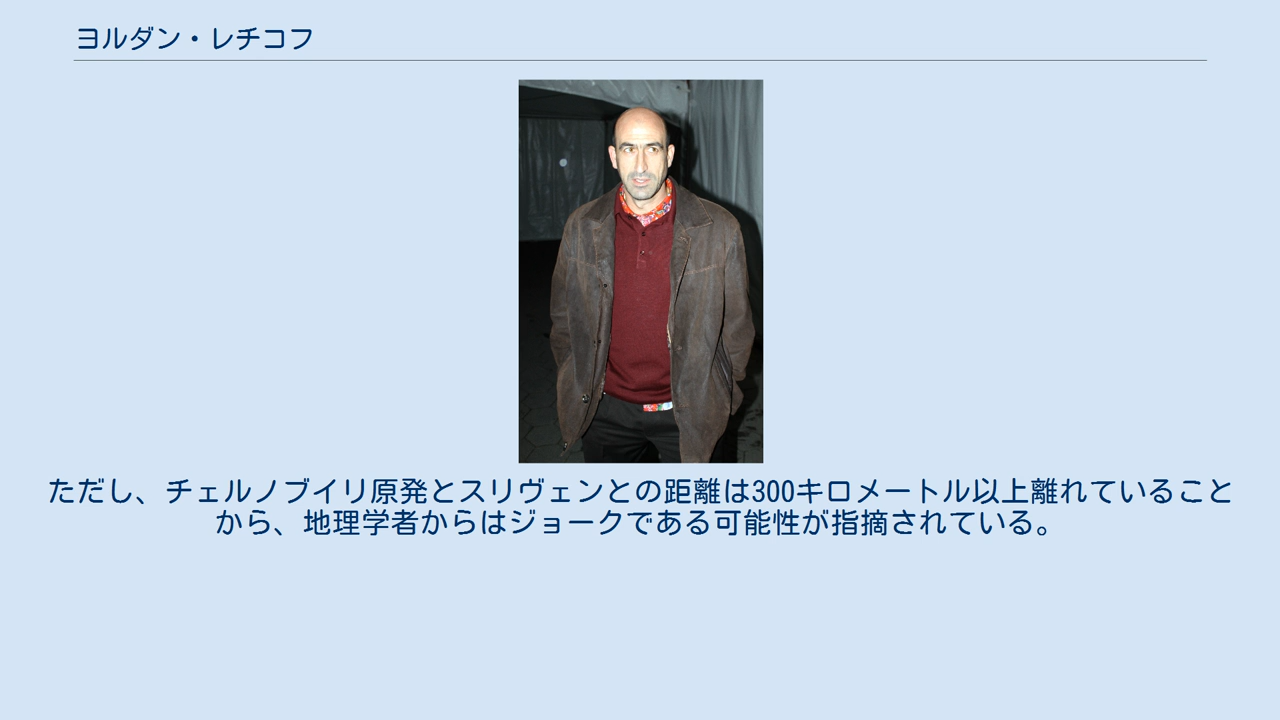 ヨルダン・レチコフ
ただし、チェルノブイリ原発とスリヴェンとの距離は300キロメートル以上離れていること
から、地理学者からはジョークである可能性が指摘されている。